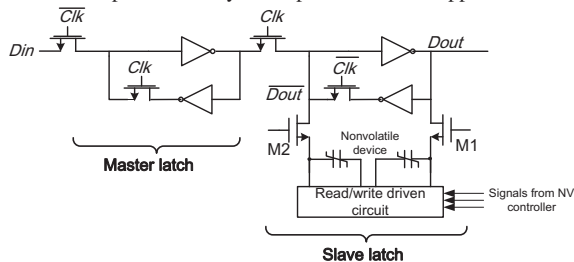 Clk
Clk
Din
Clk
Clk
Dout
Dout
M2
Nonvolatile
device
M1
Master latch
Read/write driven
circuit
Signals from NV
controller
Slave latch